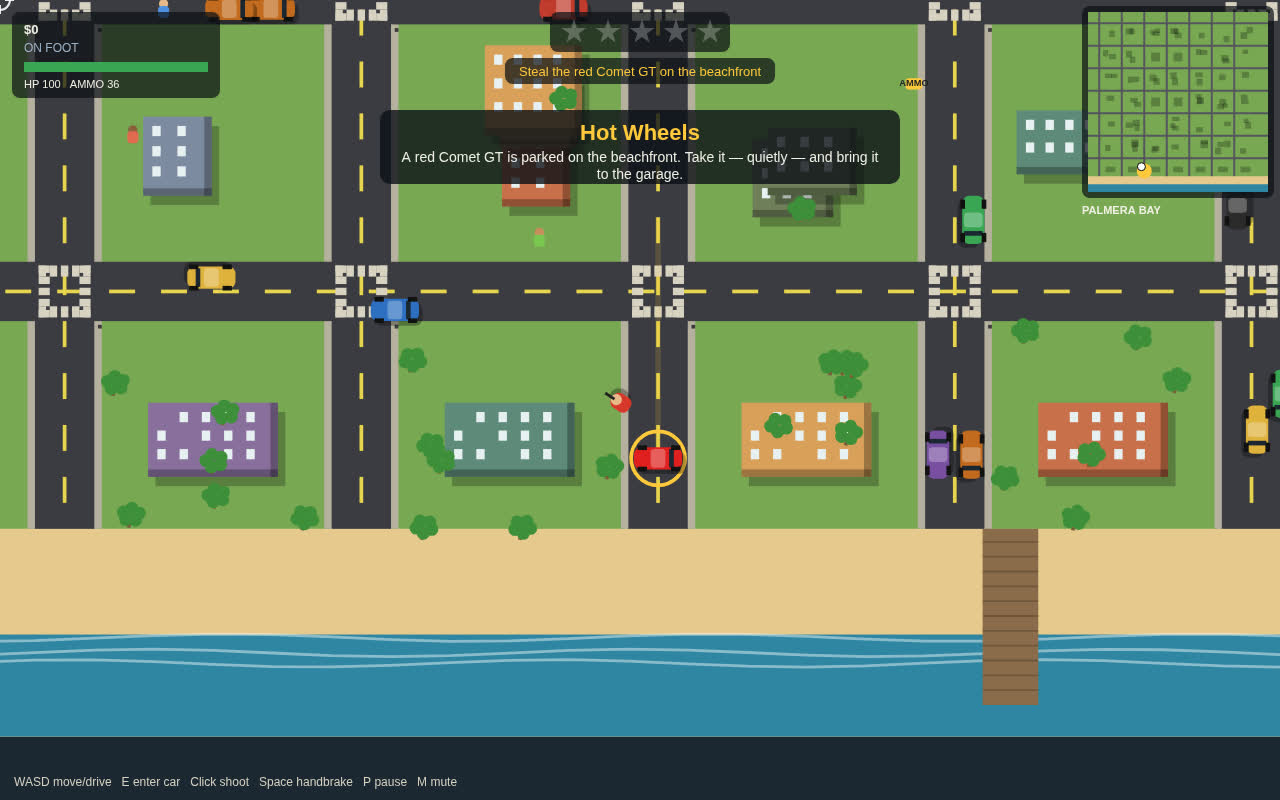 $0
ON FOOT
HP 100 AMMO 36
Steal the red Comet GT on the beachfront
Hot Wheels
A red Comet GT is parked on the beachfront. Take it — quietly — and bring it
to the garage.
AMMO
PALMERA BAY
WASD move/drive E enter car Click shoot Space handbrake P pause M mute